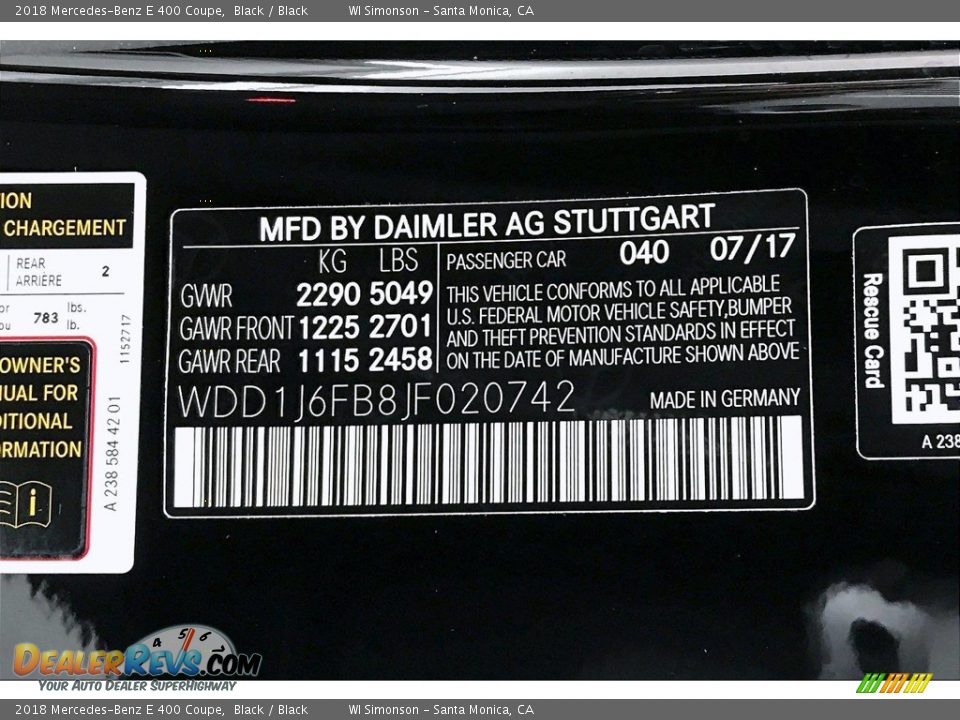 2018 Mercedes-Benz E 400 Coupe, Black / Black WI Simonson - Santa Monica, CA
CHARGEMENT
REAR
ARRIÈRE 2
783 lbs.
lb.
1152717
OWNER'S
FOR
A 238 584 42 01
MFD BY DAIMLER AG STUTTGART
KG LBS
GVWR 2290 5049
GAWR FRONT 1225 2701
GAWR REAR 1115 2458
PASSENGER CAR 040 07/17
THIS VEHICLE CONFORMS TO ALL APPLICABLE
U.S. FEDERAL MOTOR VEHICLE SAFETY,BUMPER
AND THEFT PREVENTION STANDARDS IN EFFECT
ON THE DATE OF MANUFACTURE SHOWN ABOVE
WDD1J6FB8JF020742 MADE IN GERMANY
Rescue Card
A 238
4 5 6
DEALERREVS.COM
YOUR AUTO DEALER SUPERHIGHWAY
2018 Mercedes-Benz E 400 Coupe, Black / Black WI Simonson - Santa Monica, CA